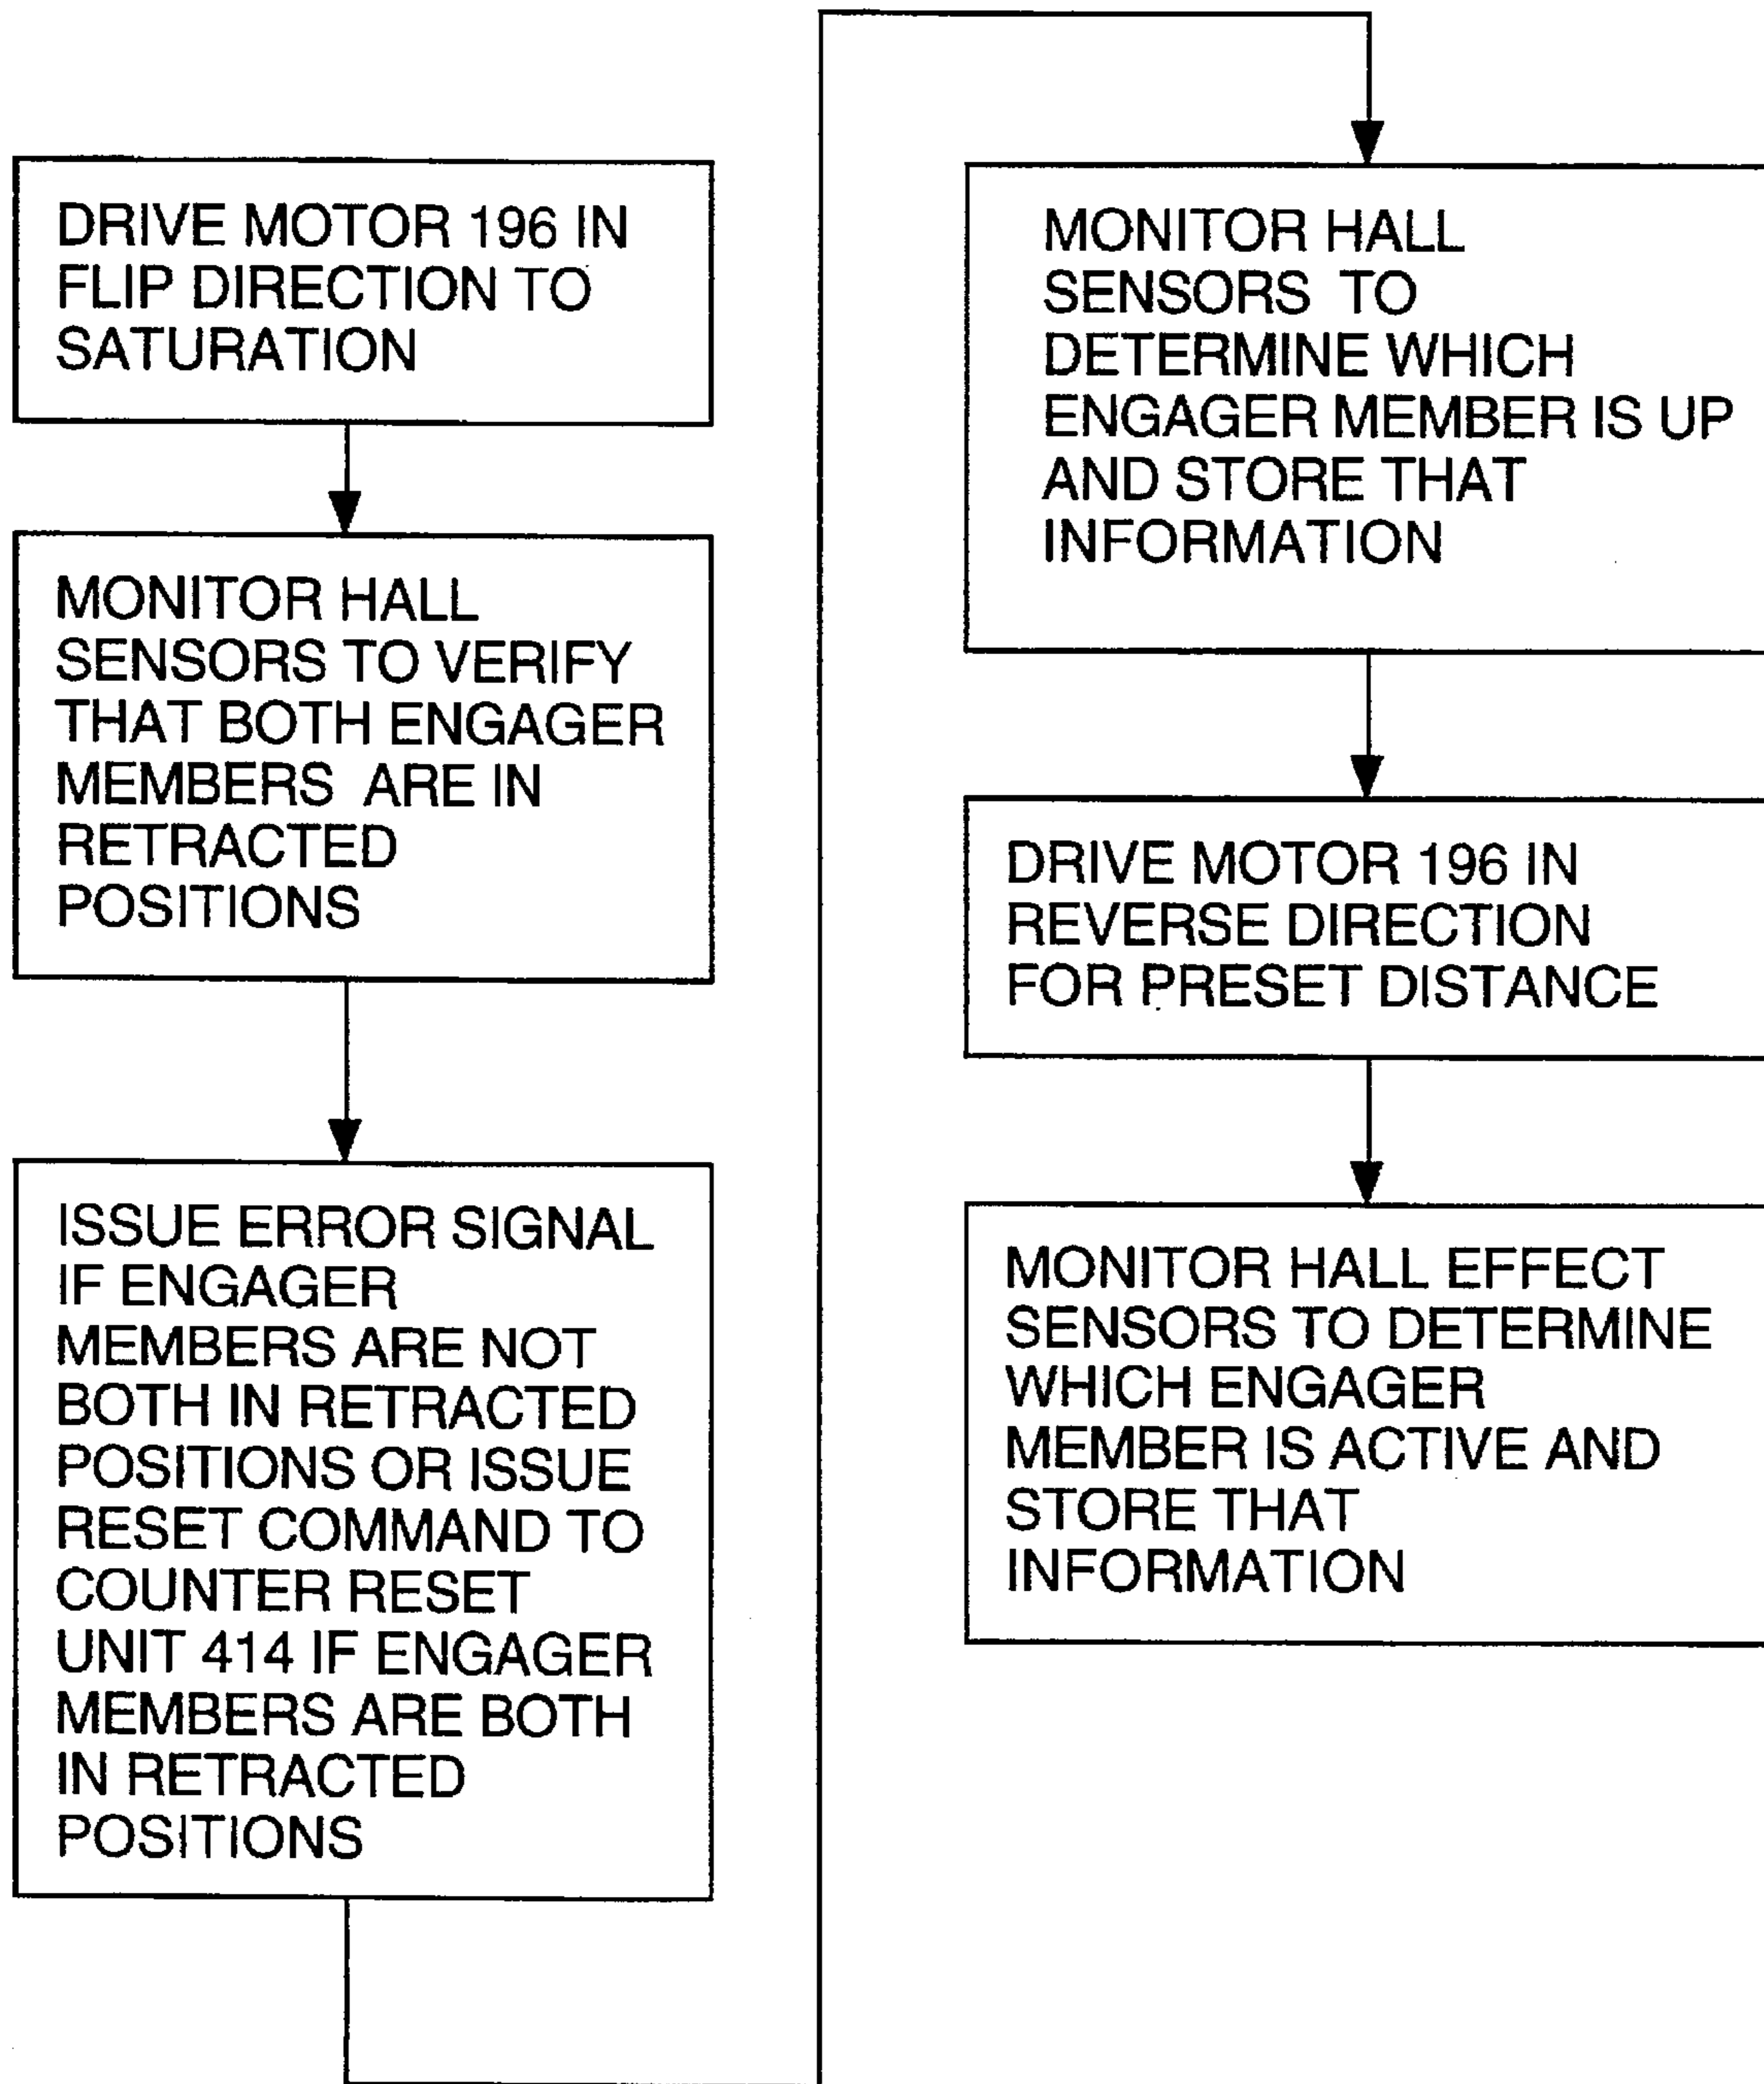 DRIVE MOTOR 196 IN
FLIP DIRECTION TO
SATURATION
MONITOR HALL
SENSORS TO VERIFY
THAT BOTH ENGAGER
MEMBERS ARE IN
RETRACTED
POSITIONS
ISSUE ERROR SIGNAL
IF ENGAGER
MEMBERS ARE NOT
BOTH IN RETRACTED
POSITIONS OR ISSUE
RESET COMMAND TO
COUNTER RESET
UNIT 414 IF ENGAGER
MEMBERS ARE BOTH
IN RETRACTED
POSITIONS
MONITOR HALL
SENSORS TO
DETERMINE WHICH
ENGAGER MEMBER IS UP
AND STORE THAT
INFORMATION
DRIVE MOTOR 196 IN
REVERSE DIRECTION
FOR PRESET DISTANCE
MONITOR HALL EFFECT
SENSORS TO DETERMINE
WHICH ENGAGER
MEMBER IS ACTIVE AND
STORE THAT
INFORMATION